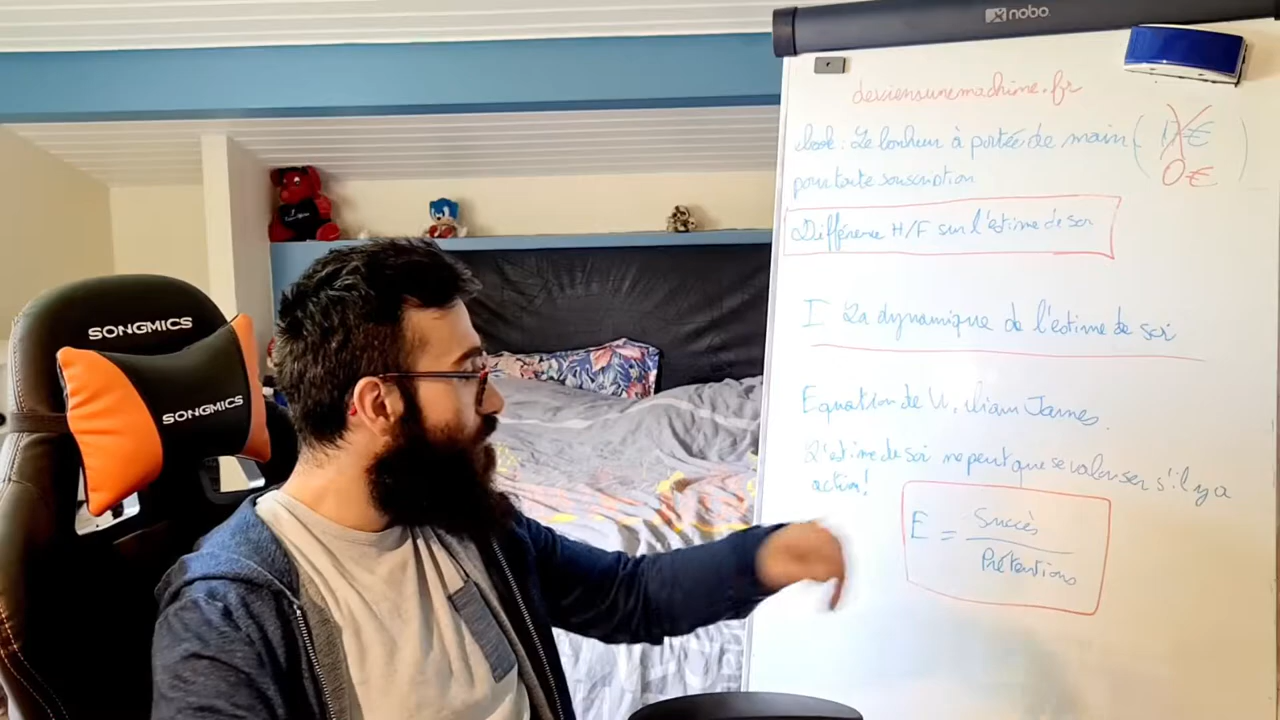 nobo
deviensunemachine.fr
ebook : Le bonheur à portée de main ( 17€ )
0€
pour toute souscription
Différence H/F sur l'estime de soi
I La dynamique de l'estime de soi
Equation de William James.
L'estime de soi ne peut que se valoriser s'il y a
action!
E = Succès
Prétentions
SONGMICS
SONGMICS